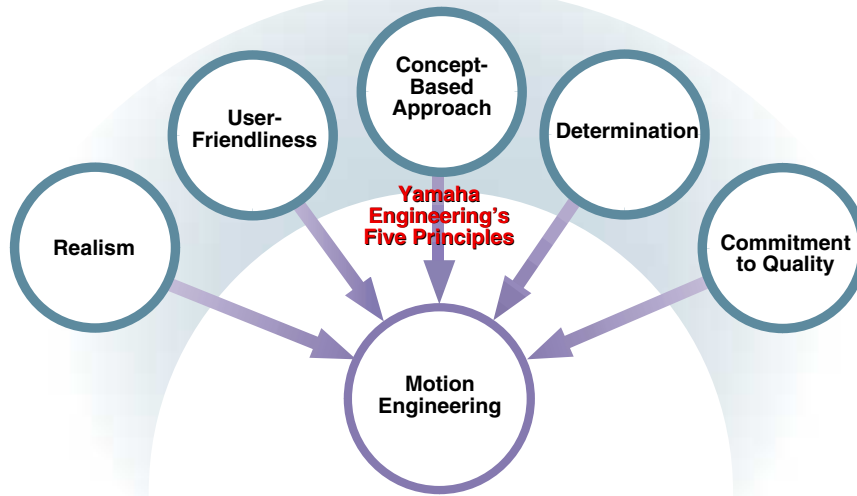 Concept-
Based
Approach
User-
Friendliness
Determination
Yamaha
Engineering's
Five Principles
Realism
Commitment
to Quality
Motion
Engineering